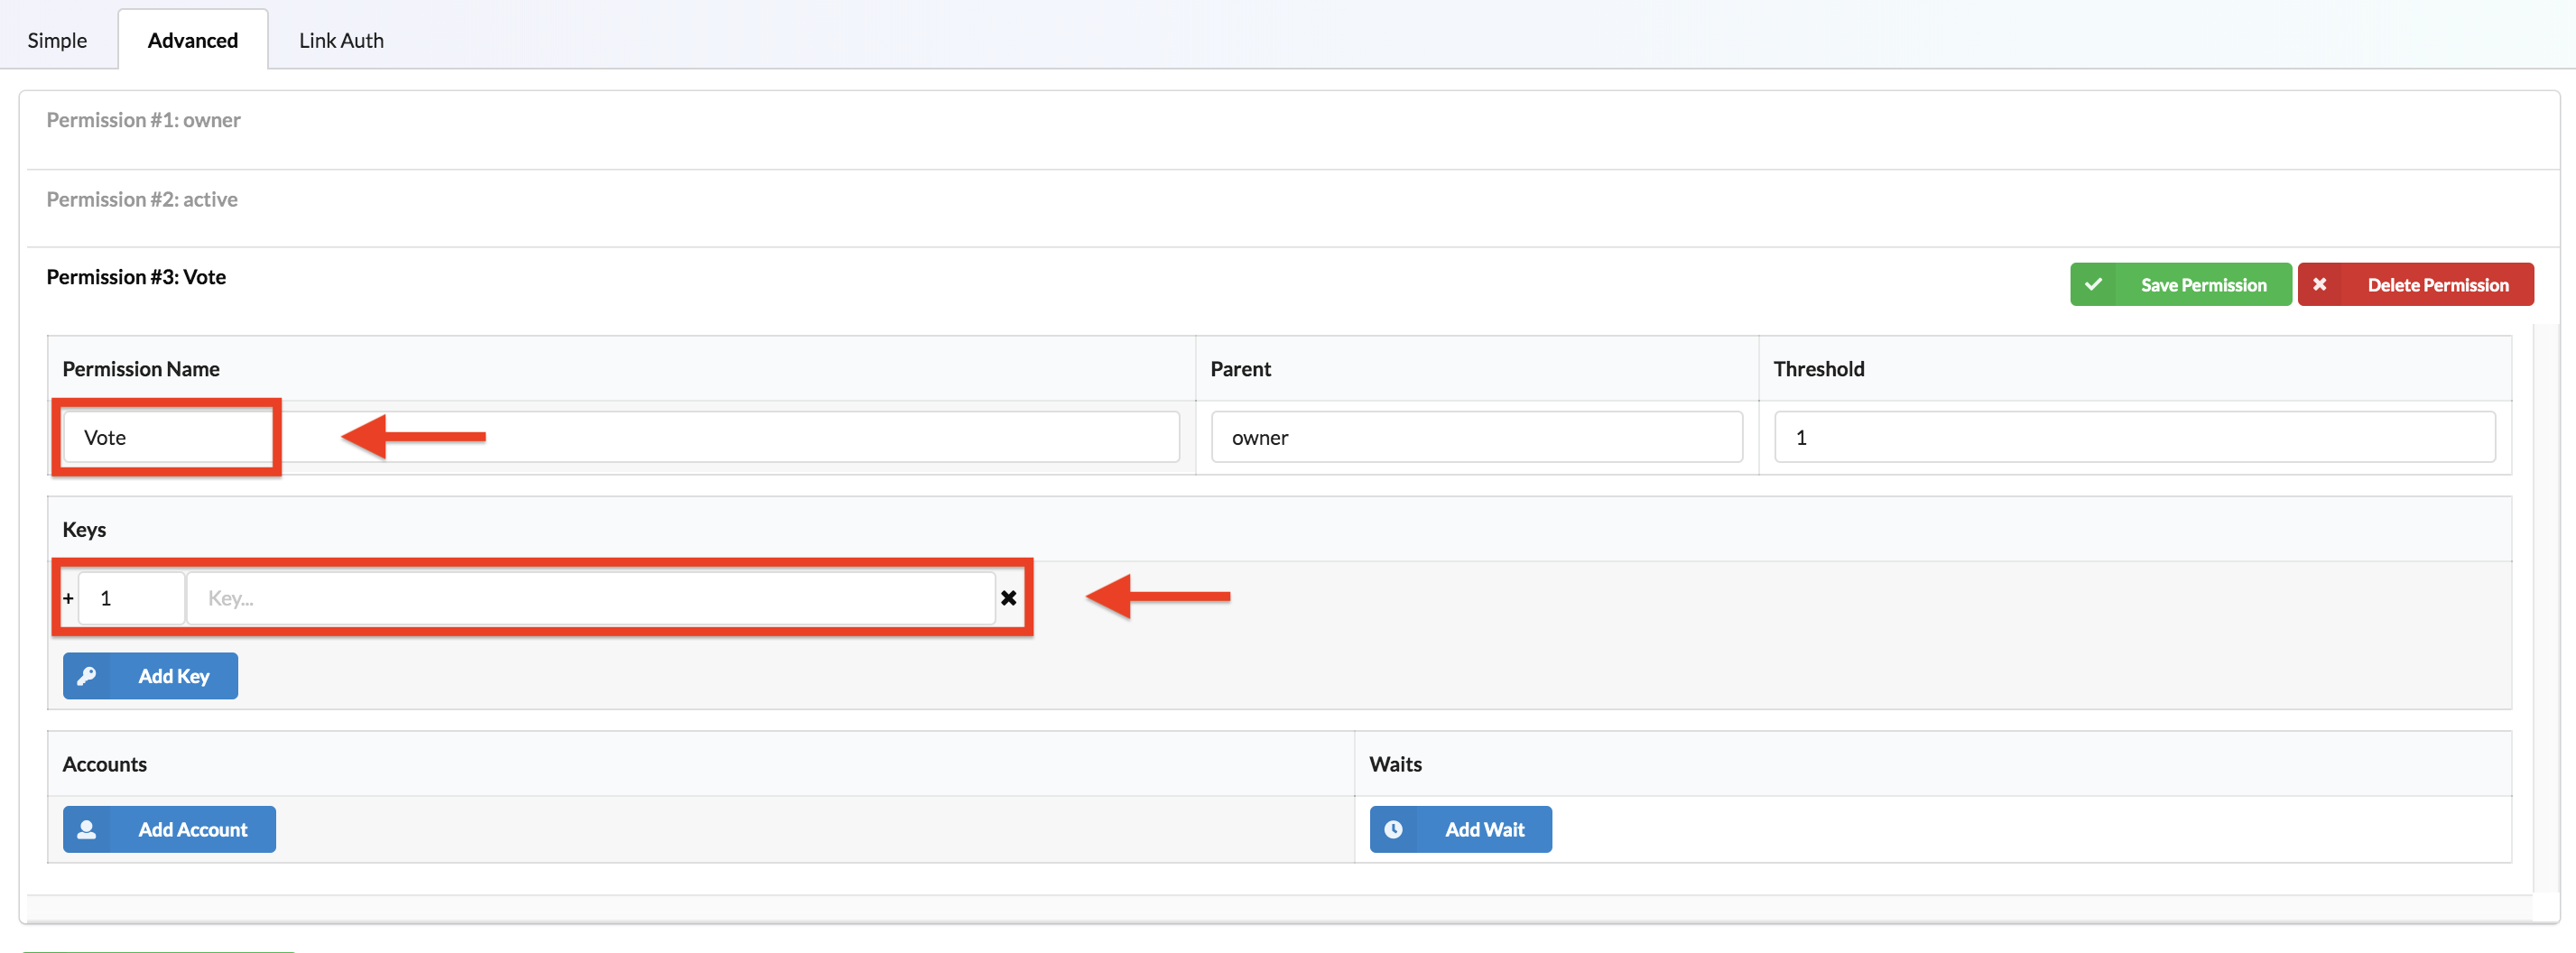 Simple Advanced Link Auth
Permission #1: owner
Permission #2: active
Permission #3: Vote Save Permission Delete Permission
Permission Name Parent Threshold
Vote owner 1
Keys
+ 1 Key...
Add Key
Accounts Waits
Add Account Add Wait